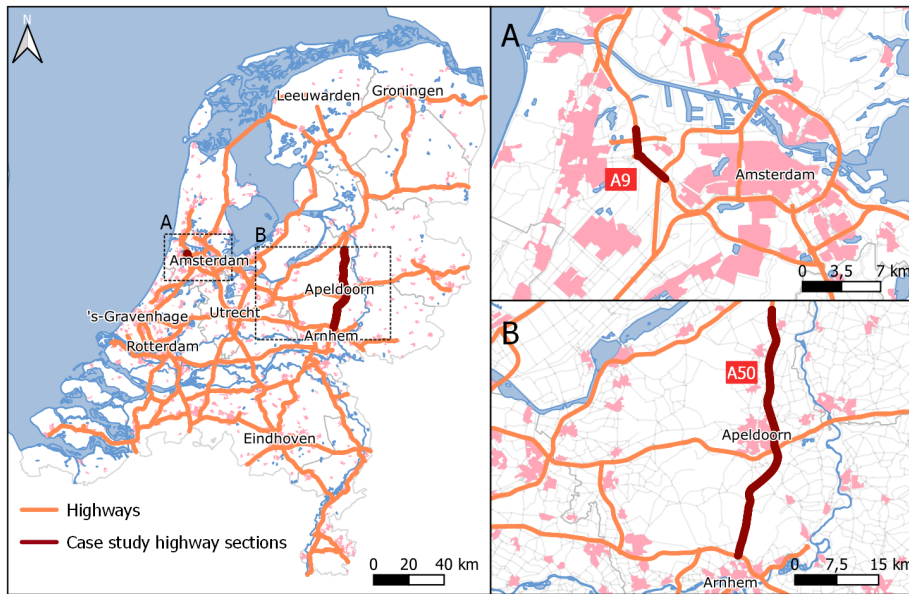 N
Leeuwarden
Groningen
A
B
Amsterdam
Apeldoorn
's-Gravenhage
Utrecht
Rotterdam
Arnhem
Eindhoven
Highways
Case study highway sections
0 20 40 km
A
A9
Amsterdam
0 3,5 7 km
B
A50
Apeldoorn
Arnhem
0 7,5 15 km